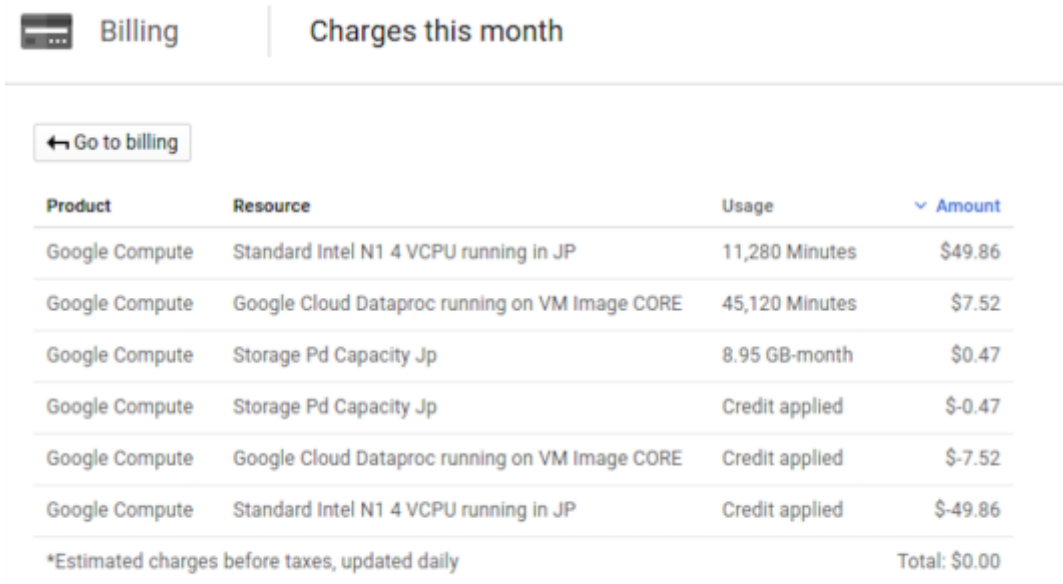 Billing Charges this month
Go to billing
Product Resource Usage Amount
Google Compute Standard Intel N1 4 VCPU running in JP 11,280 Minutes $49.86
Google Compute Google Cloud Dataproc running on VM Image CORE 45,120 Minutes $7.52
Google Compute Storage Pd Capacity Jp 8.95 GB-month $0.47
Google Compute Storage Pd Capacity Jp Credit applied $-0.47
Google Compute Google Cloud Dataproc running on VM Image CORE Credit applied $-7.52
Google Compute Standard Intel N1 4 VCPU running in JP Credit applied $-49.86
*Estimated charges before taxes, updated daily Total: $0.00